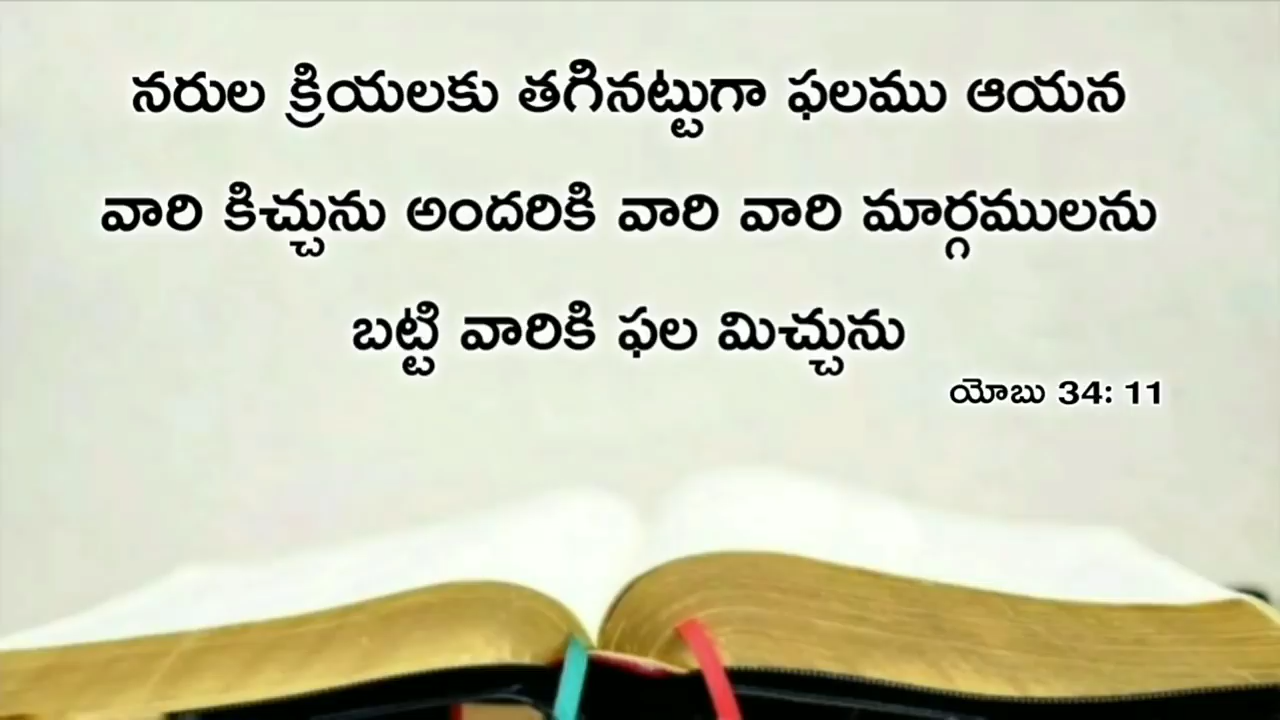 నరుల క్రియలకు తగినట్టుగా ఫలము ఆయన
వారి కిచ్చును అందరికి వారి వారి మార్గములను
బట్టి వారికి ఫల మిచ్చును
యోబు 34: 11